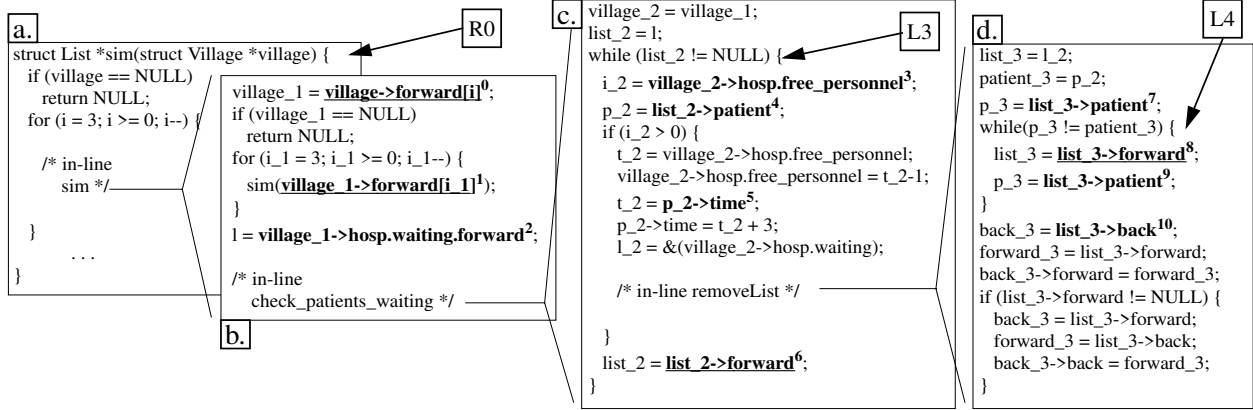 a.
R0
struct List *sim(struct Village *village) {
if (village == NULL)
return NULL;
for (i = 3; i >= 0; i--) {
/* in-line
sim */
}
. . .
}
b.
village_1 = village->forward[i]⁰;
if (village_1 == NULL)
return NULL;
for (i_1 = 3; i_1 >= 0; i_1--) {
sim(village_1->forward[i_1]¹);
}
l = village_1->hosp.waiting.forward²;
/* in-line
check_patients_waiting */
c.
L3
village_2 = village_1;
list_2 = l;
while (list_2 != NULL) {
i_2 = village_2->hosp.free_personnel³;
p_2 = list_2->patient⁴;
if (i_2 > 0) {
t_2 = village_2->hosp.free_personnel;
village_2->hosp.free_personnel = t_2-1;
t_2 = p_2->time⁵;
p_2->time = t_2 + 3;
l_2 = &(village_2->hosp.waiting);
/* in-line removeList */
}
list_2 = list_2->forward⁶;
}
d.
L4
list_3 = l_2;
patient_3 = p_2;
p_3 = list_3->patient⁷;
while(p_3 != patient_3) {
list_3 = list_3->forward⁸;
p_3 = list_3->patient⁹;
}
back_3 = list_3->back¹⁰;
forward_3 = list_3->forward;
back_3->forward = forward_3;
if (list_3->forward != NULL) {
back_3 = list_3->forward;
forward_3 = list_3->back;
back_3->back = forward_3;
}